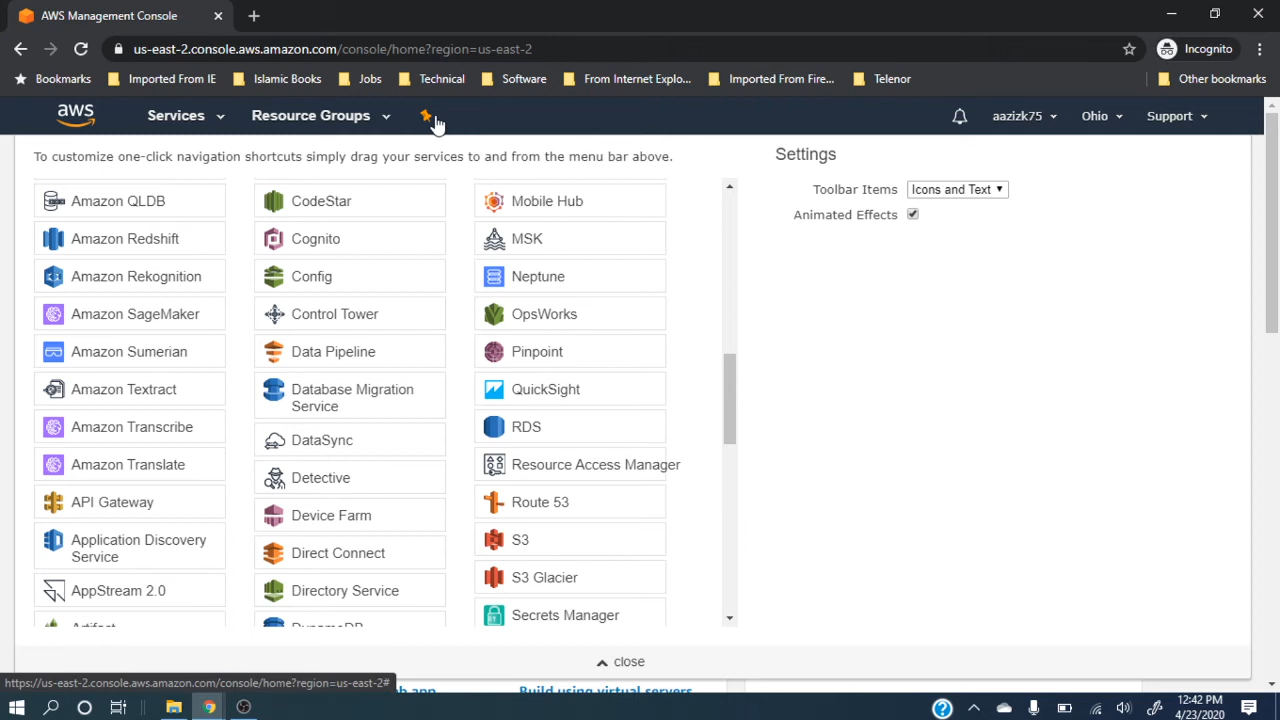 AWS Management Console
us-east-2.console.aws.amazon.com/console/home?region=us-east-2
Incognito
Bookmarks Imported From IE Islamic Books Jobs Technical Software From Internet Explo... Imported From Fire... Telenor Other bookmarks
aws Services Resource Groups aazizk75 Ohio Support
To customize one-click navigation shortcuts simply drag your services to and from the menu bar above.
Settings
Toolbar Items Icons and Text
Animated Effects
Amazon QLDB
Amazon Redshift
Amazon Rekognition
Amazon SageMaker
Amazon Sumerian
Amazon Textract
Amazon Transcribe
Amazon Translate
API Gateway
Application Discovery
Service
AppStream 2.0
Artifact
CodeStar
Cognito
Config
Control Tower
Data Pipeline
Database Migration
Service
DataSync
Detective
Device Farm
Direct Connect
Directory Service
DynamoDB
Mobile Hub
MSK
Neptune
OpsWorks
Pinpoint
QuickSight
RDS
Resource Access Manager
Route 53
S3
S3 Glacier
Secrets Manager
close
https://us-east-2.console.aws.amazon.com/console/home?region=us-east-2#
b app
Build using virtual servers
12:42 PM
4/23/2020